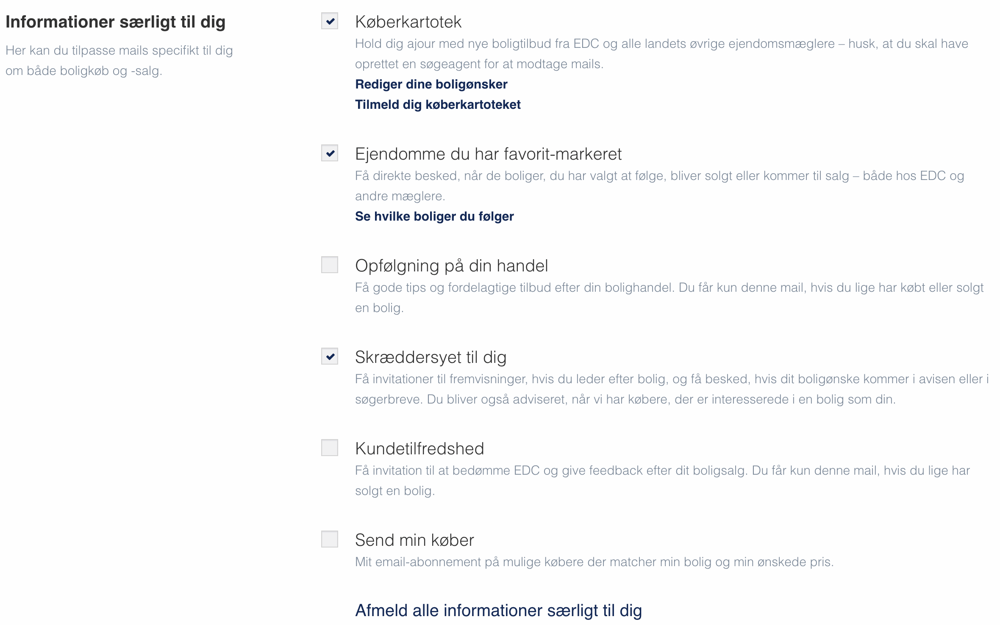 Informationer særligt til dig
Her kan du tilpasse mails specifikt til dig
om både boligkøb og -salg.
Køberkartotek
Hold dig ajour med nye boligtilbud fra EDC og alle landets øvrige ejendomsmæglere – husk, at du skal have
oprettet en søgeagent for at modtage mails.
Rediger dine boligønsker
Tilmeld dig køberkartoteket
Ejendomme du har favorit-markeret
Få direkte besked, når de boliger, du har valgt at følge, bliver solgt eller kommer til salg – både hos EDC og
andre mæglere.
Se hvilke boliger du følger
Opfølgning på din handel
Få gode tips og fordelagtige tilbud efter din bolighandel. Du får kun denne mail, hvis du lige har købt eller solgt
en bolig.
Skræddersyet til dig
Få invitationer til fremvisninger, hvis du leder efter bolig, og få besked, hvis dit boligønske kommer i avisen eller i
søgerbreve. Du bliver også adviseret, når vi har købere, der er interesserede i en bolig som din.
Kundetilfredshed
Få invitation til at bedømme EDC og give feedback efter dit boligsalg. Du får kun denne mail, hvis du lige har
solgt en bolig.
Send min køber
Mit email-abonnement på mulige købere der matcher min bolig og min ønskede pris.
Afmeld alle informationer særligt til dig